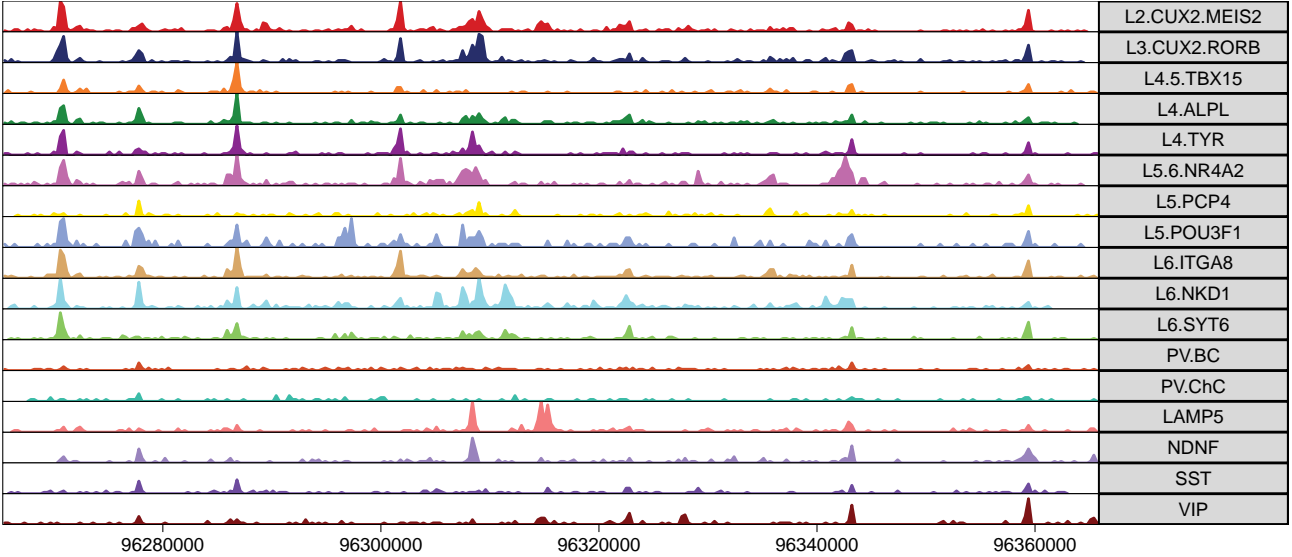 L2.CUX2.MEIS2
L3.CUX2.RORB
L4.5.TBX15
L4.ALPL
L4.TYR
L5.6.NR4A2
L5.PCP4
L5.POU3F1
L6.ITGA8
L6.NKD1
L6.SYT6
PV.BC
PV.ChC
LAMP5
NDNF
SST
VIP
96280000 96300000 96320000 96340000 96360000